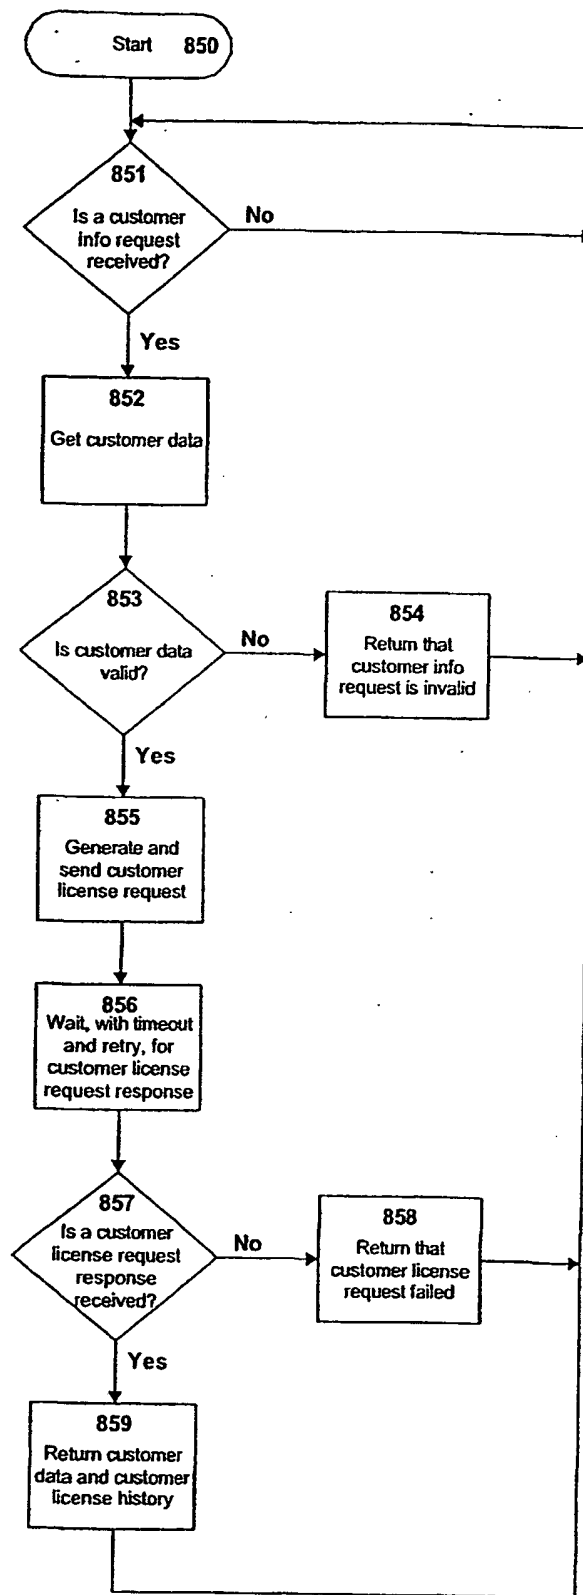 Start 850
851
Is a customer
info request
received?
No
Yes
852
Get customer data
853
Is customer data
valid?
No
854
Return that
customer info
request is invalid
Yes
855
Generate and
send customer
license request
856
Wait, with timeout
and retry, for
customer license
request response
857
Is a customer
license request
response
received?
No
858
Return that
customer license
request failed
Yes
859
Return customer
data and customer
license history